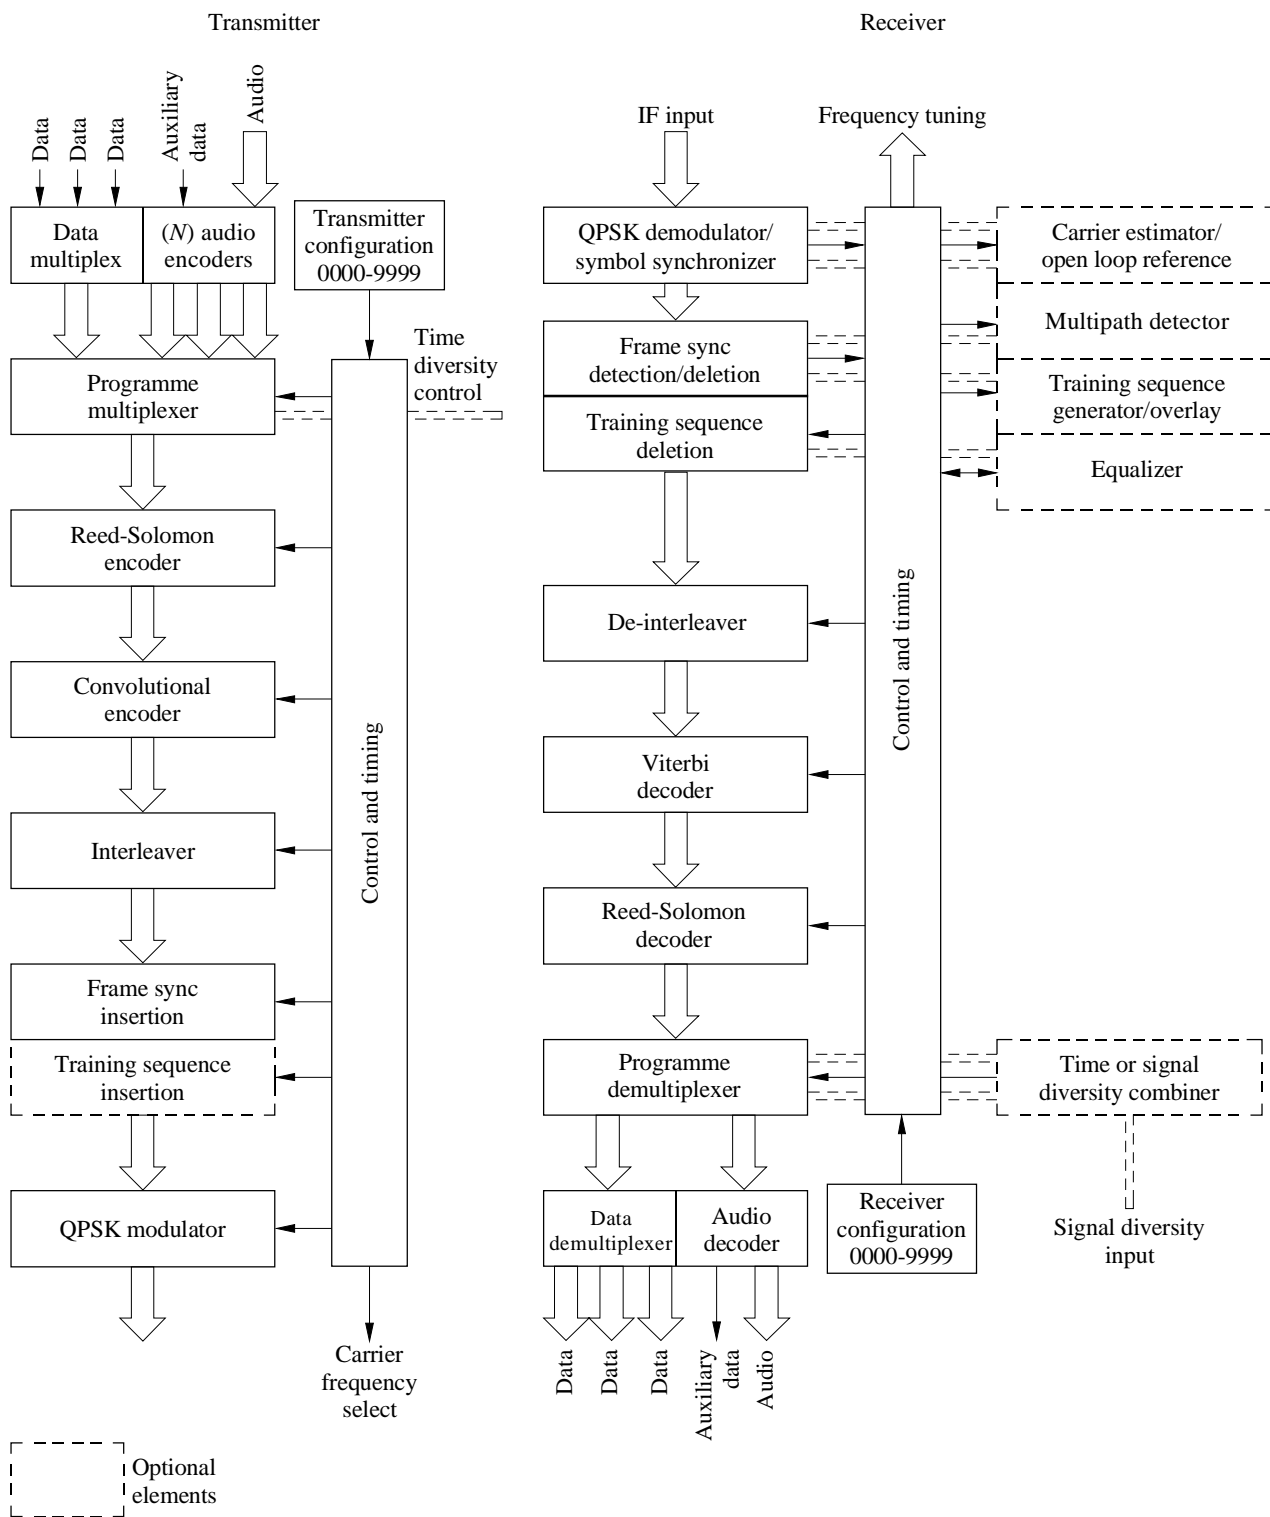 Transmitter
Receiver
Data
Data
Data
Auxiliary
data
Audio
IF input
Frequency tuning
Data
multiplex
(N) audio
encoders
Transmitter
configuration
0000-9999
QPSK demodulator/
symbol synchronizer
Carrier estimator/
open loop reference
Multipath detector
Time
diversity
control
Programme
multiplexer
Frame sync
detection/deletion
Training sequence
generator/overlay
Training sequence
deletion
Equalizer
Reed-Solomon
encoder
De-interleaver
Control and timing
Convolutional
encoder
Viterbi
decoder
Control and timing
Interleaver
Reed-Solomon
decoder
Frame sync
insertion
Training sequence
insertion
Programme
demultiplexer
Time or signal
diversity combiner
QPSK modulator
Data
demultiplexer
Audio
decoder
Receiver
configuration
0000-9999
Signal diversity
input
Carrier
frequency
select
Data
Data
Data
Auxiliary
data
Audio
Optional
elements